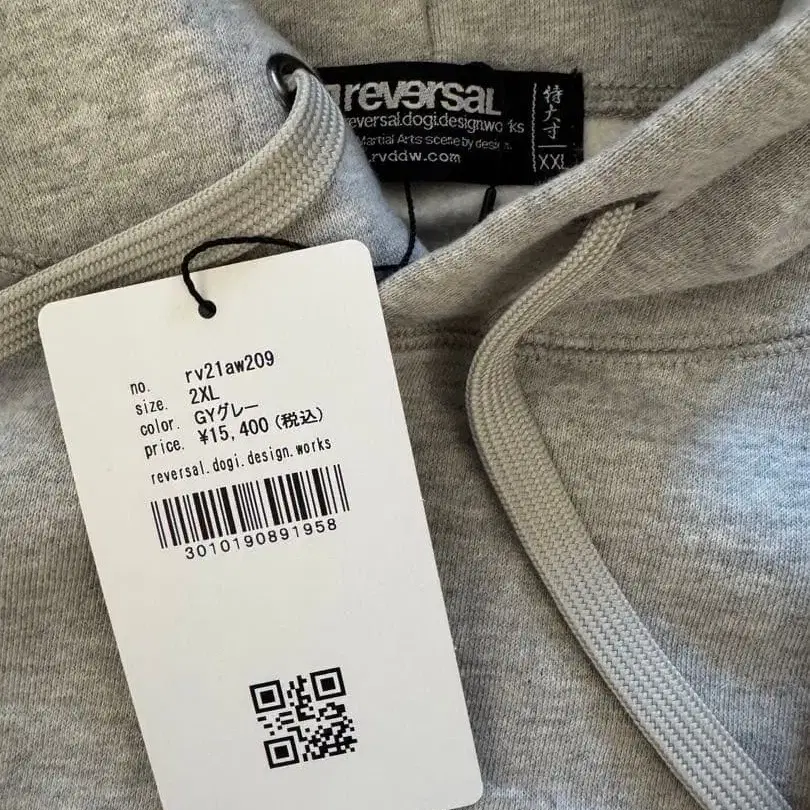 reversal
reversal.dogi.design.works
Martial Arts scene by design.
.rvddw.com
特大寸
XXL
no. rv21aw209
size. 2XL
color. GYグレー
price. ¥15,400(税込)
reversal.dogi.design.works
3010190891958